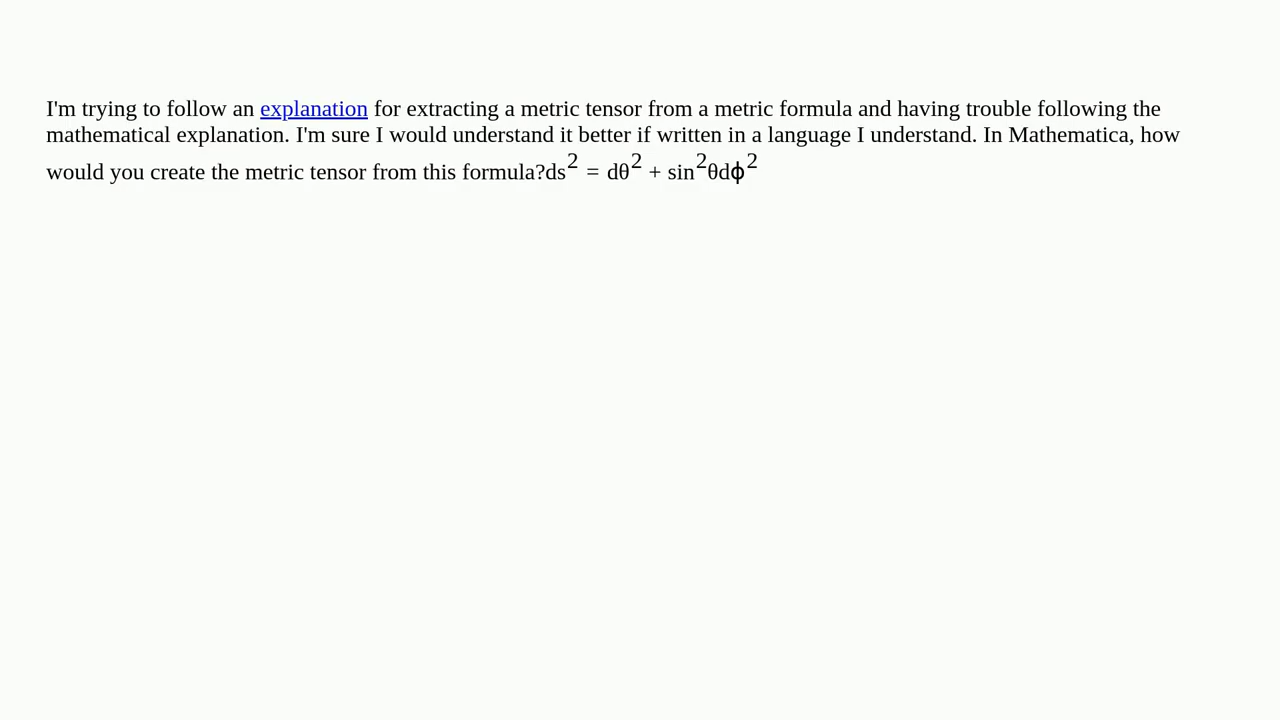 I'm trying to follow an explanation for extracting a metric tensor from a metric formula and having trouble following the
mathematical explanation. I'm sure I would understand it better if written in a language I understand. In Mathematica, how
would you create the metric tensor from this formula?ds² = dθ² + sin²θdϕ²